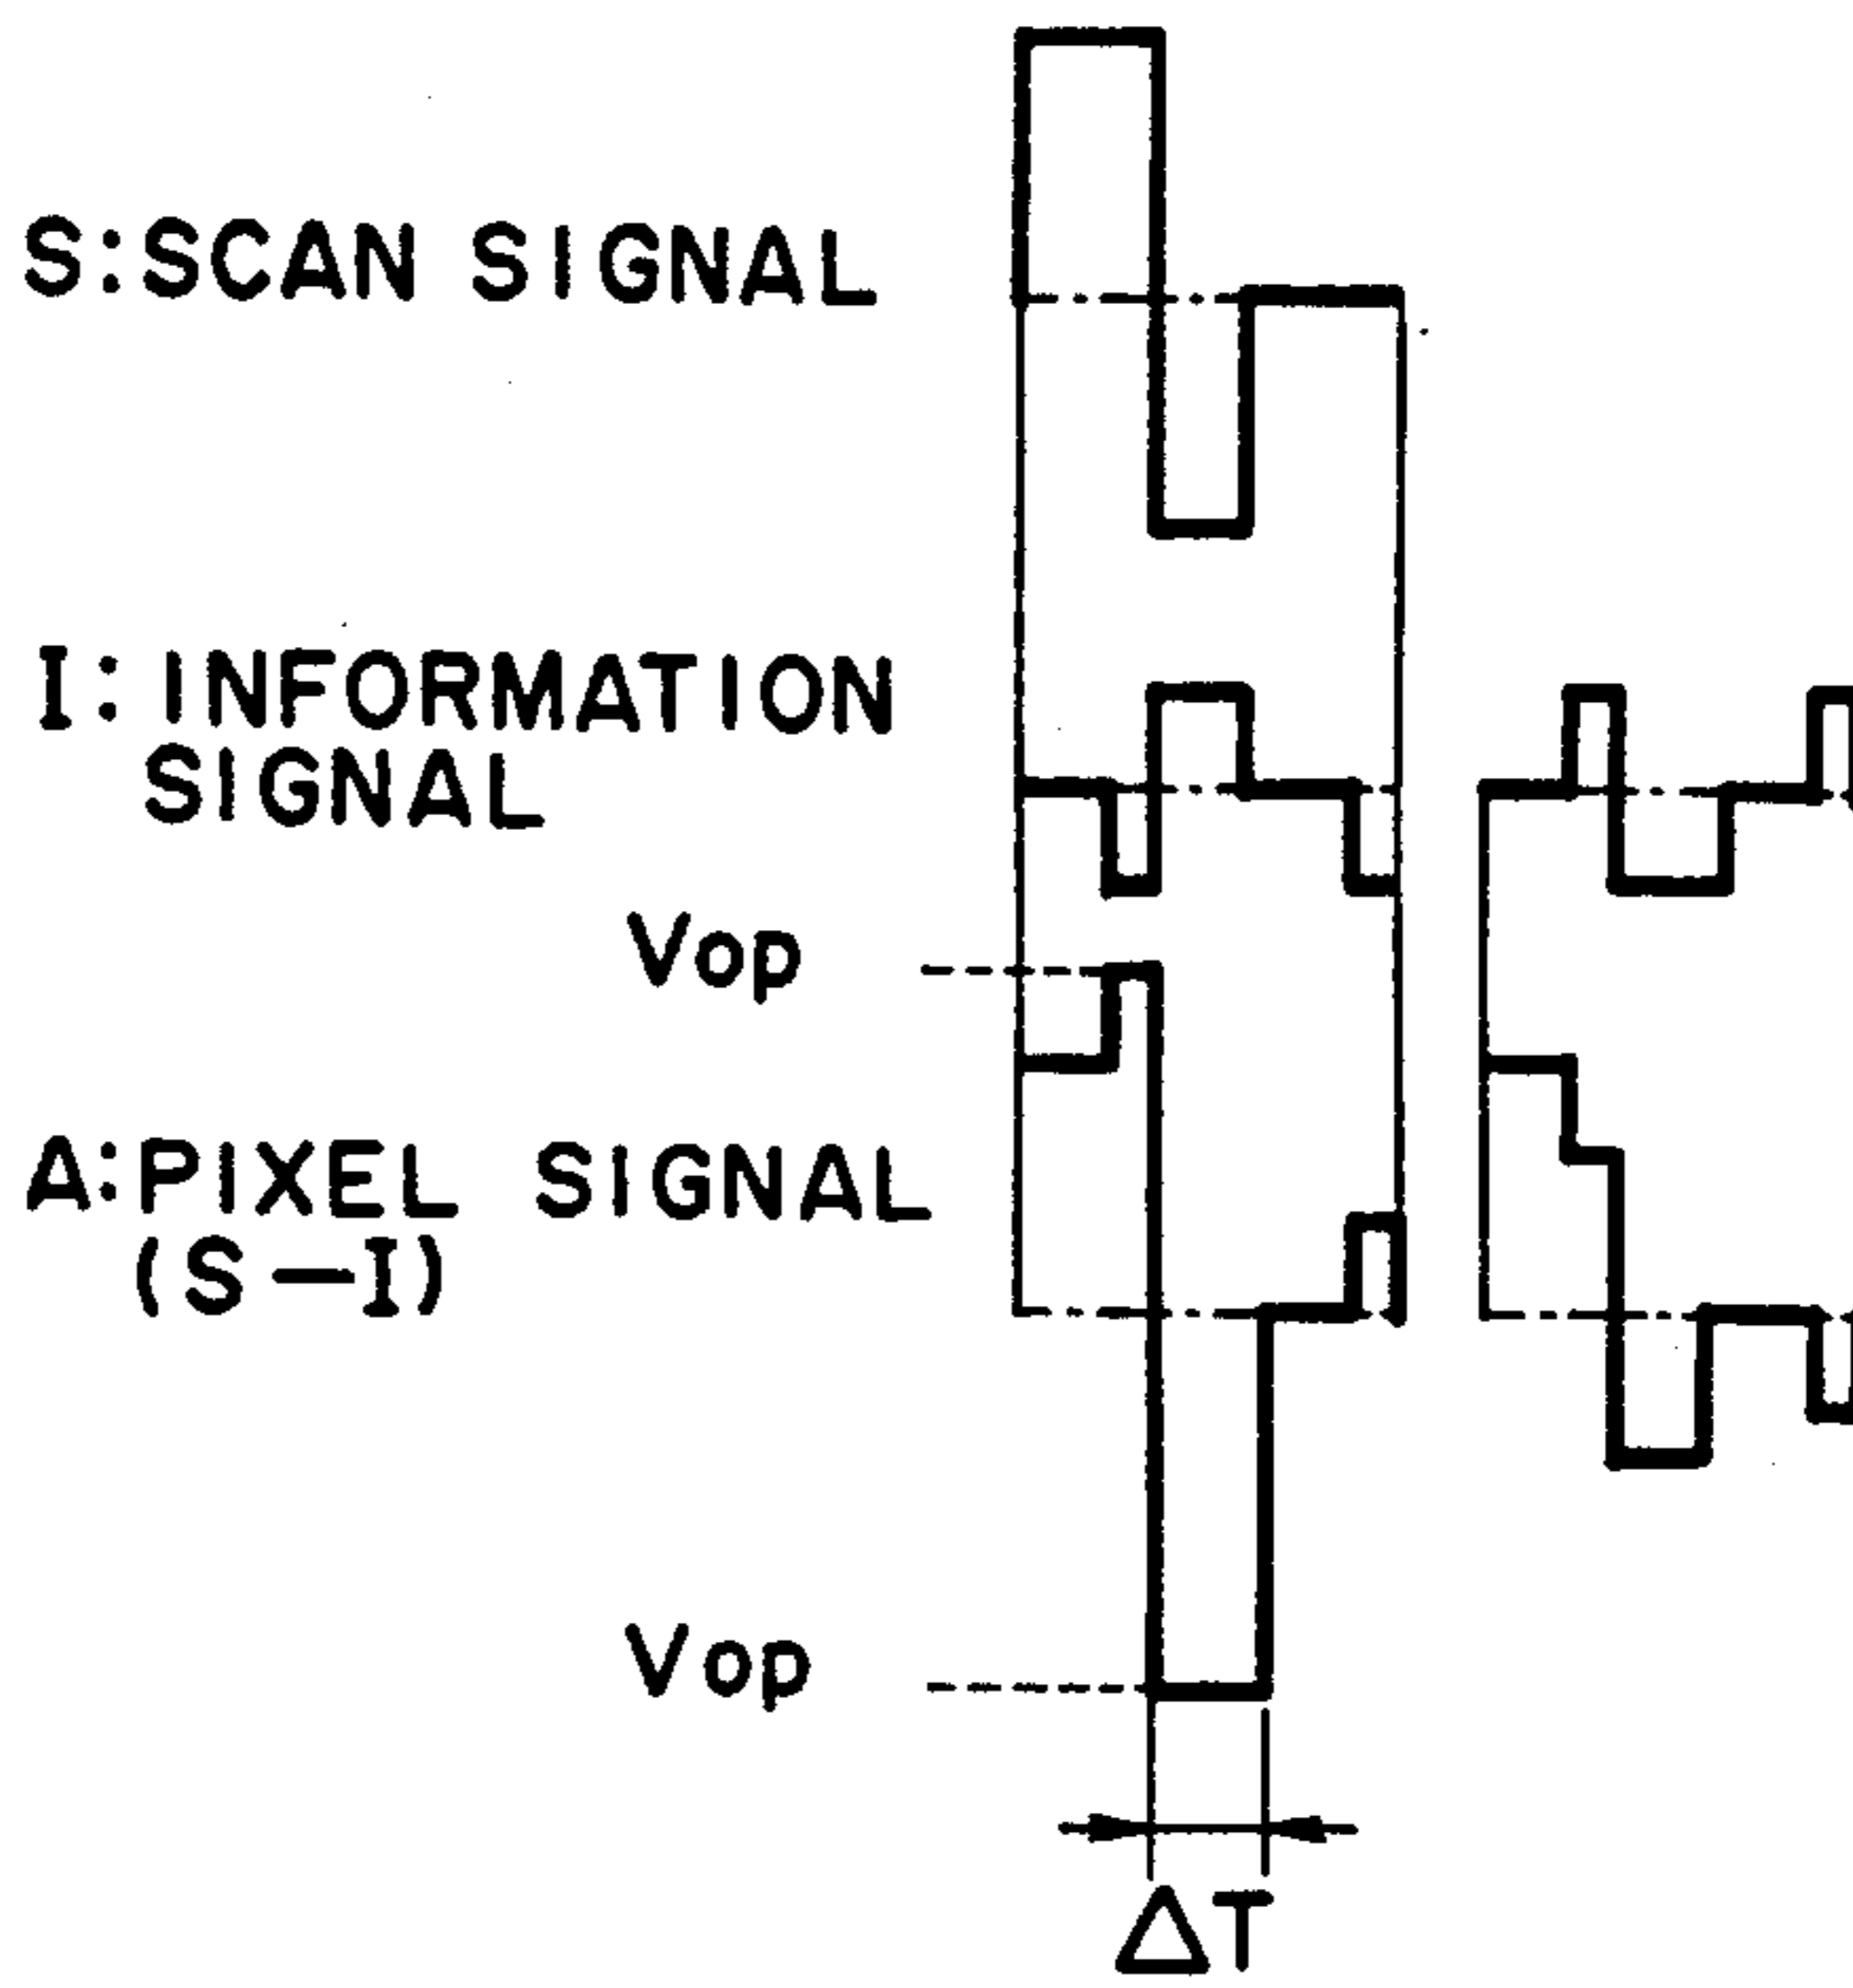 S:SCAN SIGNAL
I: INFORMATION
SIGNAL
Vop
A:PIXEL SIGNAL
(S—I)
Vop
ΔT